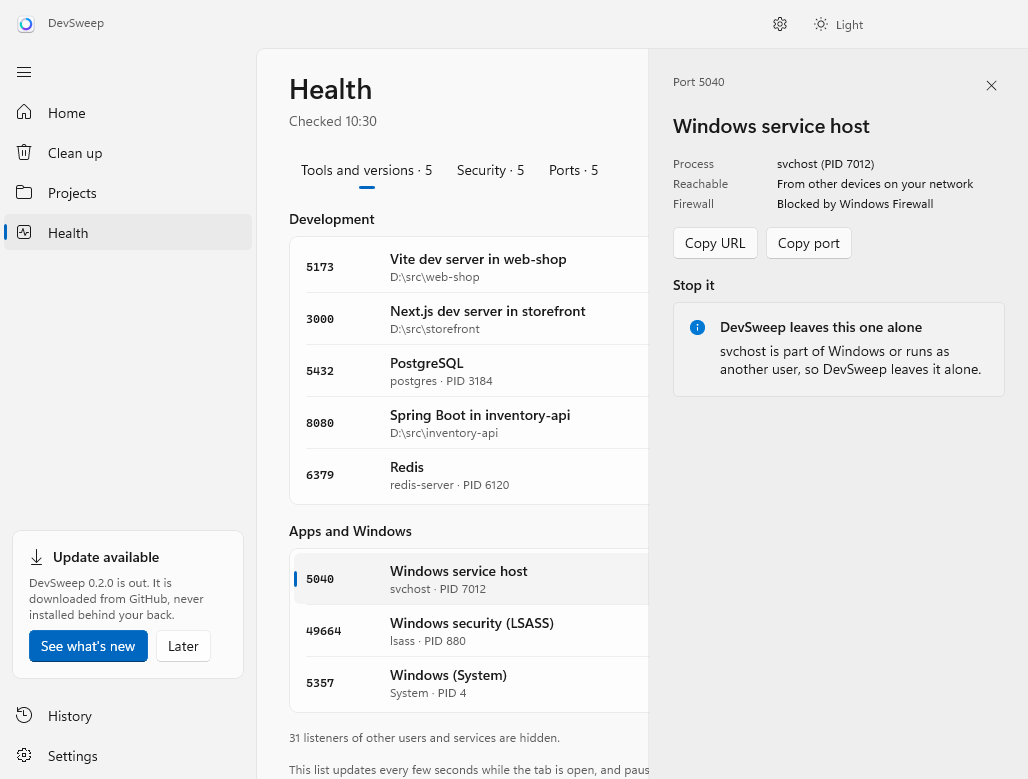 DevSweep
Light
Home
Clean up
Projects
Health
Update available
DevSweep 0.2.0 is out. It is
downloaded from GitHub, never
installed behind your back.
See what's new
Later
History
Settings
Health
Checked 10:30
Tools and versions · 5
Security · 5
Ports · 5
Development
5173
Vite dev server in web-shop
D:\src\web-shop
3000
Next.js dev server in storefront
D:\src\storefront
5432
PostgreSQL
postgres · PID 3184
8080
Spring Boot in inventory-api
D:\src\inventory-api
6379
Redis
redis-server · PID 6120
Apps and Windows
5040
Windows service host
svchost · PID 7012
49664
Windows security (LSASS)
lsass · PID 880
5357
Windows (System)
System · PID 4
31 listeners of other users and services are hidden.
This list updates every few seconds while the tab is open, and paus
Port 5040
Windows service host
Process svchost (PID 7012)
Reachable From other devices on your network
Firewall Blocked by Windows Firewall
Copy URL
Copy port
Stop it
DevSweep leaves this one alone
svchost is part of Windows or runs as
another user, so DevSweep leaves it alone.